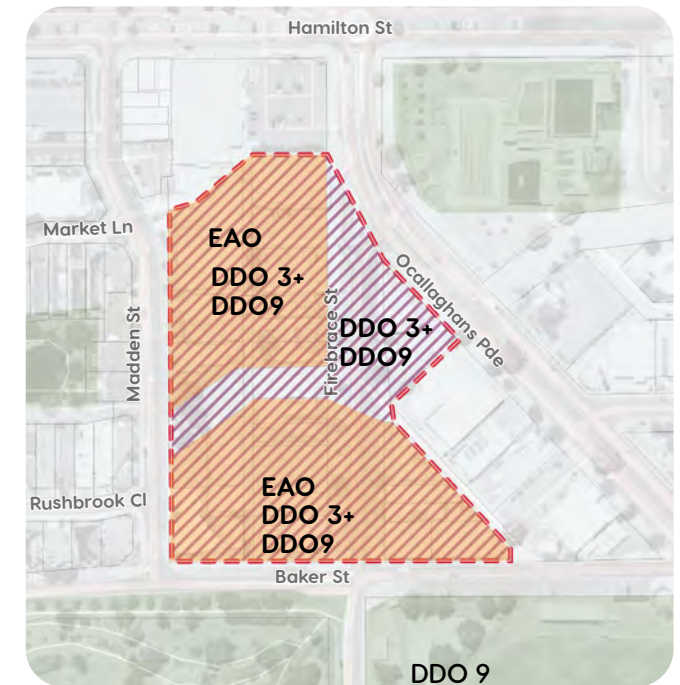 Hamilton St
Market Ln
EAO
DDO 3+
DDO9
Ocallaghans Pde
Madden St
Firebrace St
DDO 3+
DDO9
EAO
DDO 3+
DDO9
Rushbrook Cl
Baker St
DDO 9